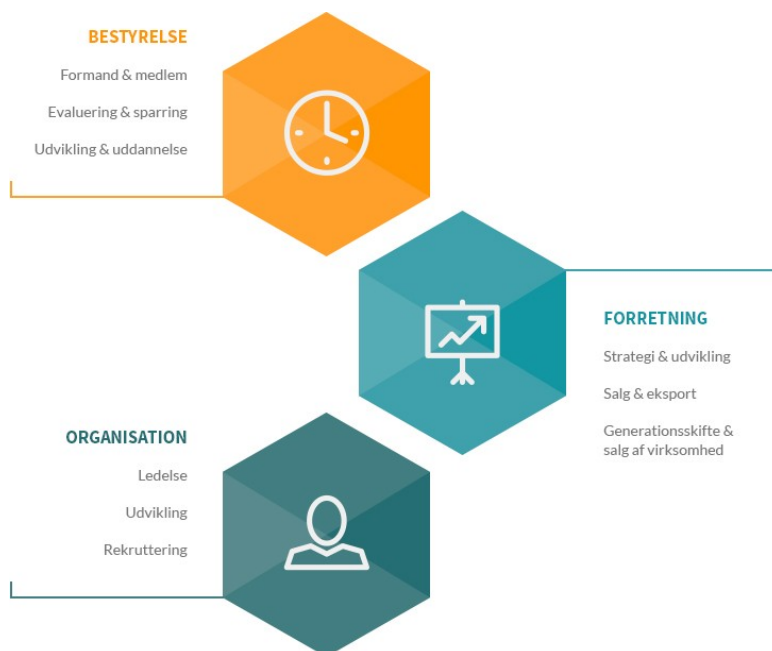 BESTYRELSE
Formand & medlem
Evaluering & sparring
Udvikling & uddannelse
FORRETNING
Strategi & udvikling
Salg & eksport
Generationsskifte &
salg af virksomhed
ORGANISATION
Ledelse
Udvikling
Rekruttering